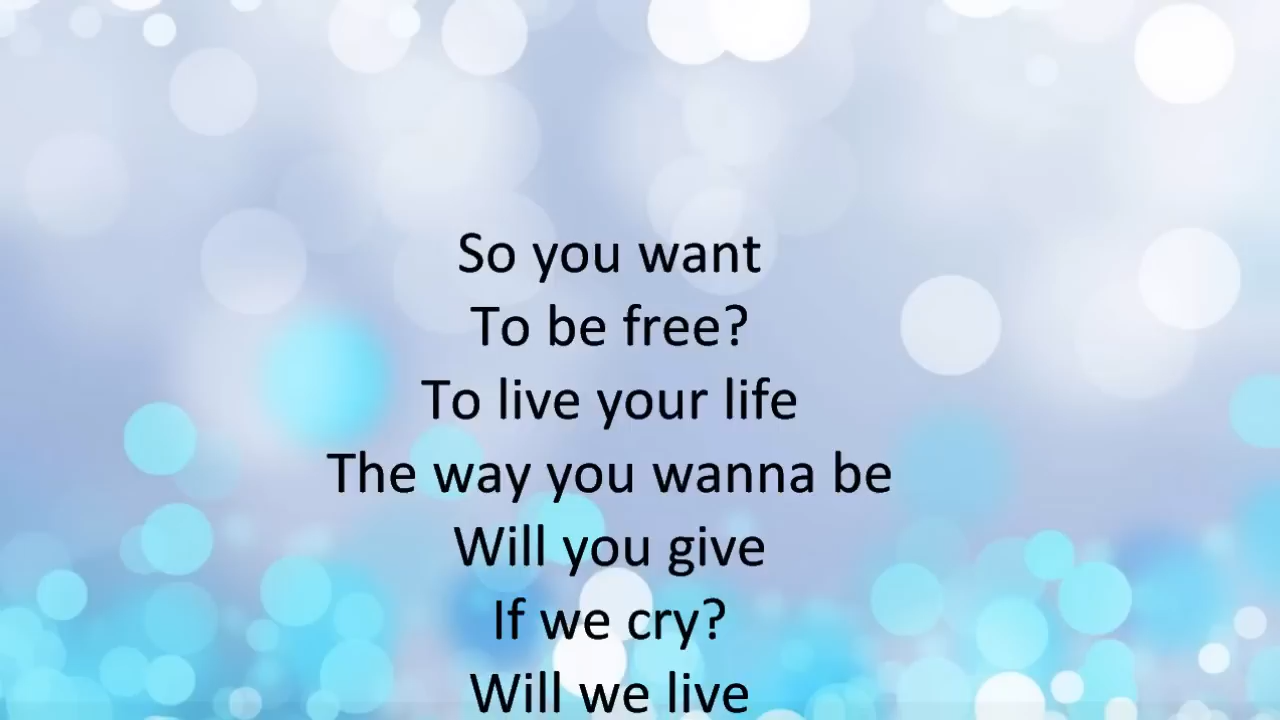 So you want
To be free?
To live your life
The way you wanna be
Will you give
If we cry?
Will we live